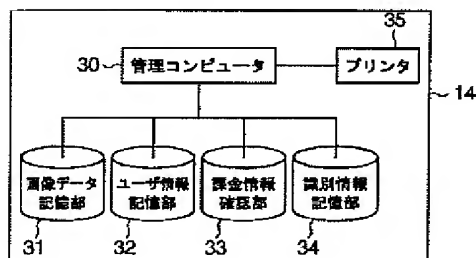 35
30 管理コンピュータ プリンタ
14
画像データ ユーザ情報 課金情報 識別情報
記憶部 記憶部 確認部 記憶部
31 32 33 34